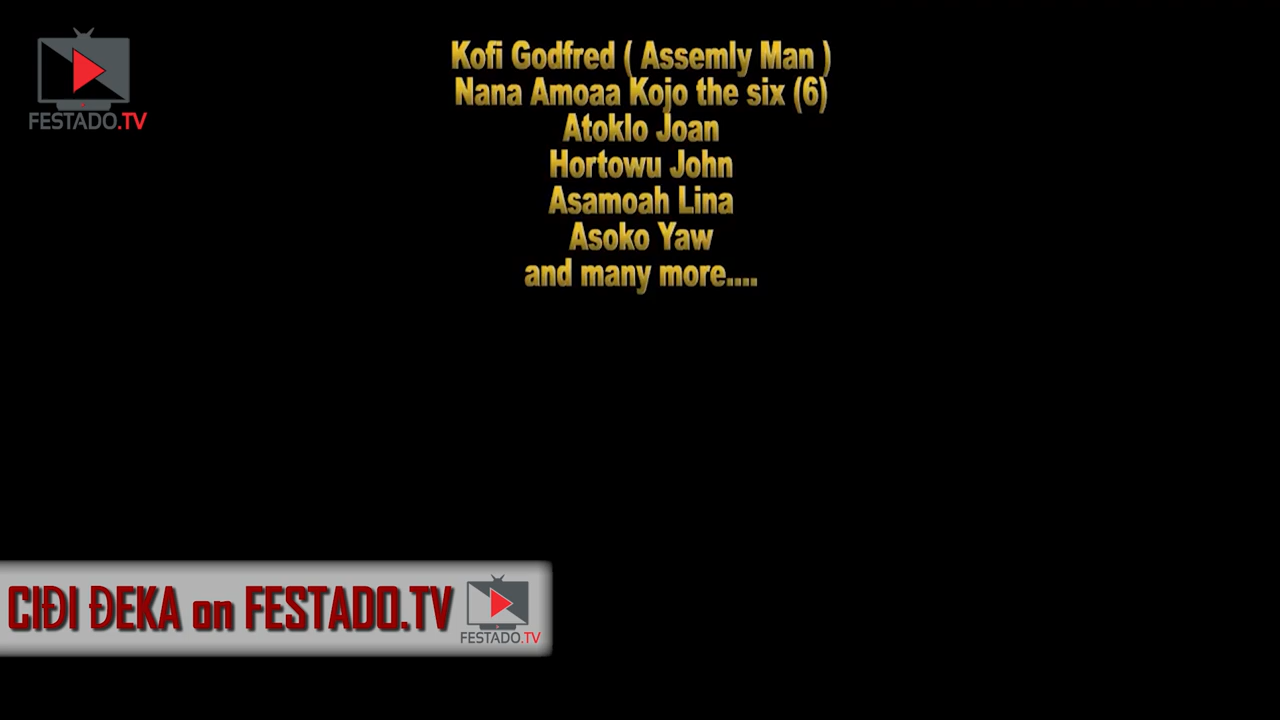 FESTADO.TV
Kofi Godfred ( Assemly Man )
Nana Amoaa Kojo the six (6)
Atoklo Joan
Hortowu John
Asamoah Lina
Asoko Yaw
and many more....
CIĐI ĐEKA on FESTADO.TV
FESTADO.TV